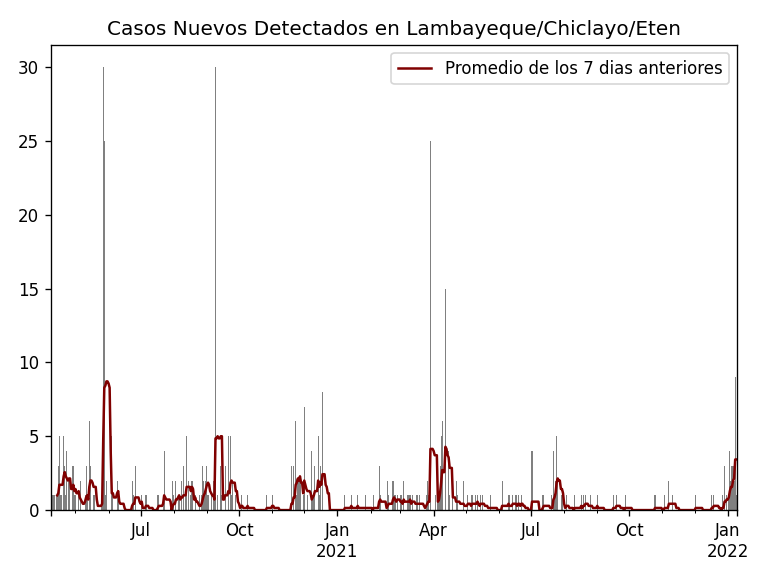 Casos Nuevos Detectados en Lambayeque/Chiclayo/Eten
Promedio de los 7 dias anteriores
30
25
20
15
10
5
0
Jul Oct Jan Apr Jul Oct Jan
2021 2022